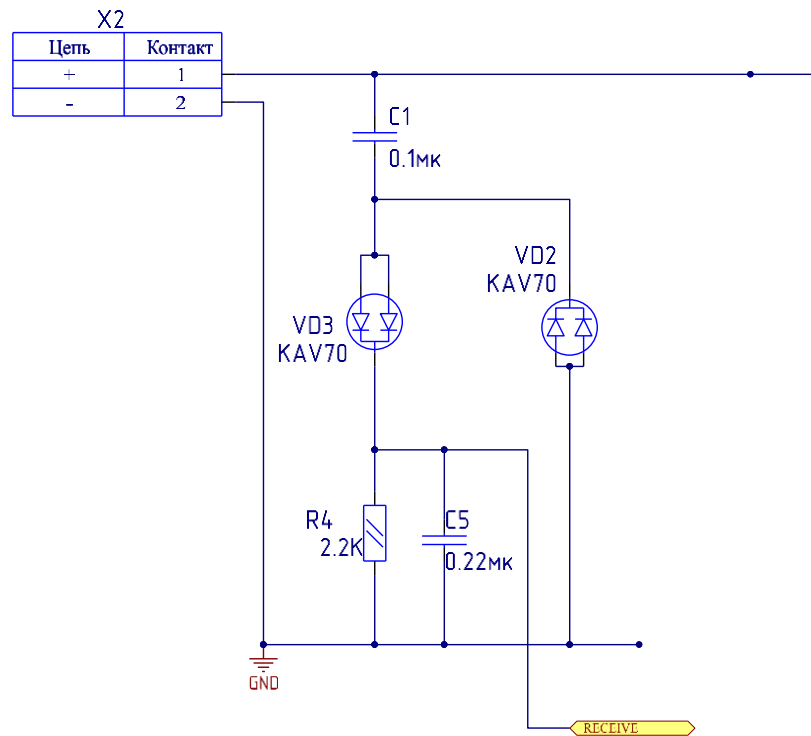 X2
Цепь Контакт
+ 1
- 2
C1
0.1мк
VD2
KAV70
VD3
KAV70
R4
2.2K
C5
0.22мк
GND
RECEIVE